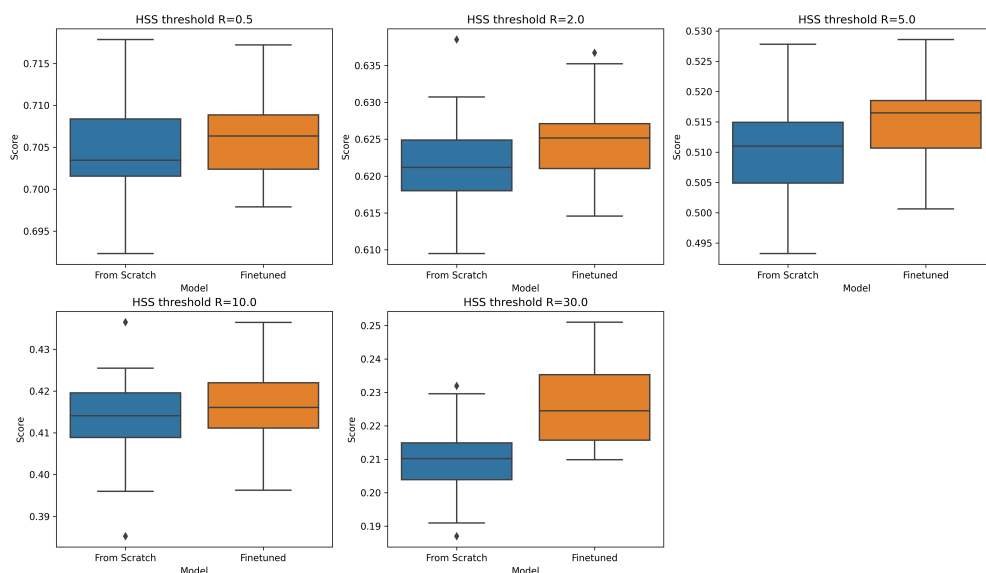 HSS threshold R=0.5
0.715
0.710
0.705
0.700
0.695
Score
From Scratch
Finetuned
Model
HSS threshold R=2.0
0.635
0.630
0.625
0.620
0.615
0.610
Score
From Scratch
Finetuned
Model
HSS threshold R=5.0
0.530
0.525
0.520
0.515
0.510
0.505
0.500
0.495
Score
From Scratch
Finetuned
Model
HSS threshold R=10.0
0.43
0.42
0.41
0.40
0.39
Score
From Scratch
Finetuned
Model
HSS threshold R=30.0
0.25
0.24
0.23
0.22
0.21
0.20
0.19
Score
From Scratch
Finetuned
Model